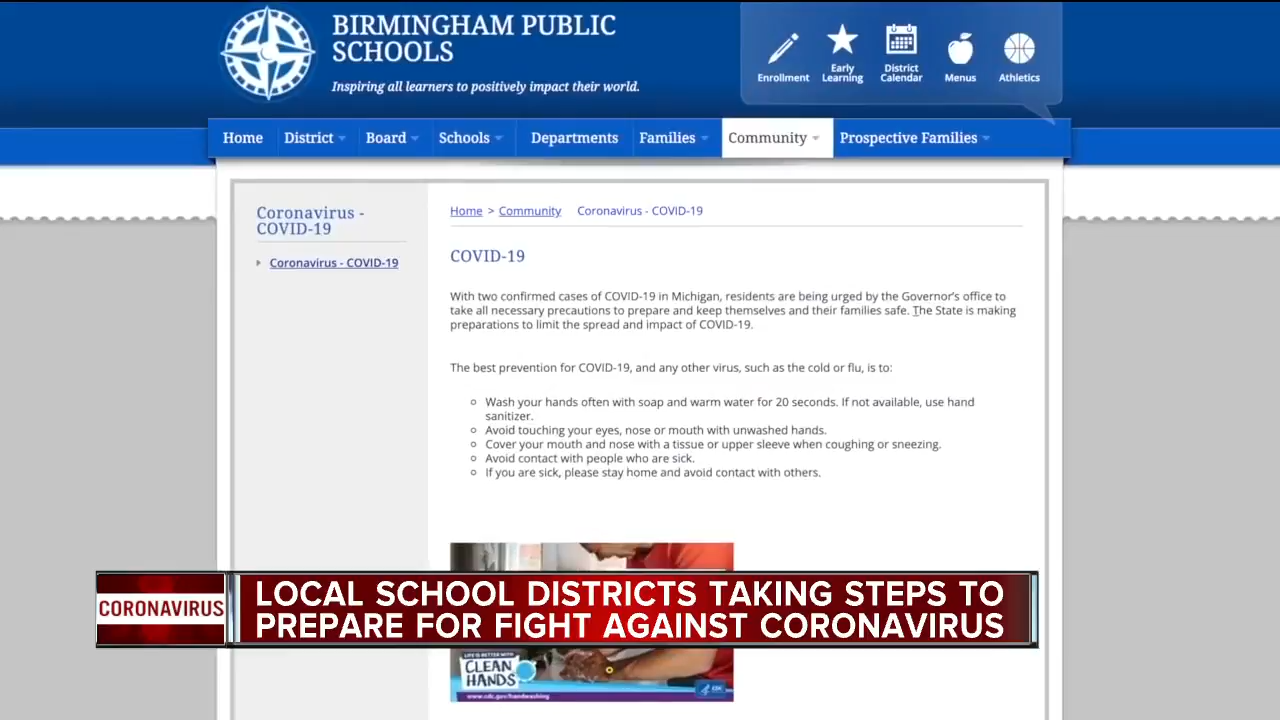 BIRMINGHAM PUBLIC
SCHOOLS
Inspiring all learners to positively impact their world.
Enrollment
Early
Learning
District
Calendar
Menus
Athletics
Home District Board Schools Departments Families Community Prospective Families
Coronavirus -
COVID-19
Coronavirus - COVID-19
Home > Community Coronavirus - COVID-19
COVID-19
With two confirmed cases of COVID-19 in Michigan, residents are being urged by the Governor's office to
take all necessary precautions to prepare and keep themselves and their families safe. The State is making
preparations to limit the spread and impact of COVID-19.
The best prevention for COVID-19, and any other virus, such as the cold or flu, is to:
Wash your hands often with soap and warm water for 20 seconds. If not available, use hand
sanitizer.
Avoid touching your eyes, nose or mouth with unwashed hands.
Cover your mouth and nose with a tissue or upper sleeve when coughing or sneezing.
Avoid contact with people who are sick.
If you are sick, please stay home and avoid contact with others.
CORONAVIRUS
LOCAL SCHOOL DISTRICTS TAKING STEPS TO
PREPARE FOR FIGHT AGAINST CORONAVIRUS
LIFE IS BETTER WITH
CLEAN
HANDS
www.cdc.gov/handwashing
CDC